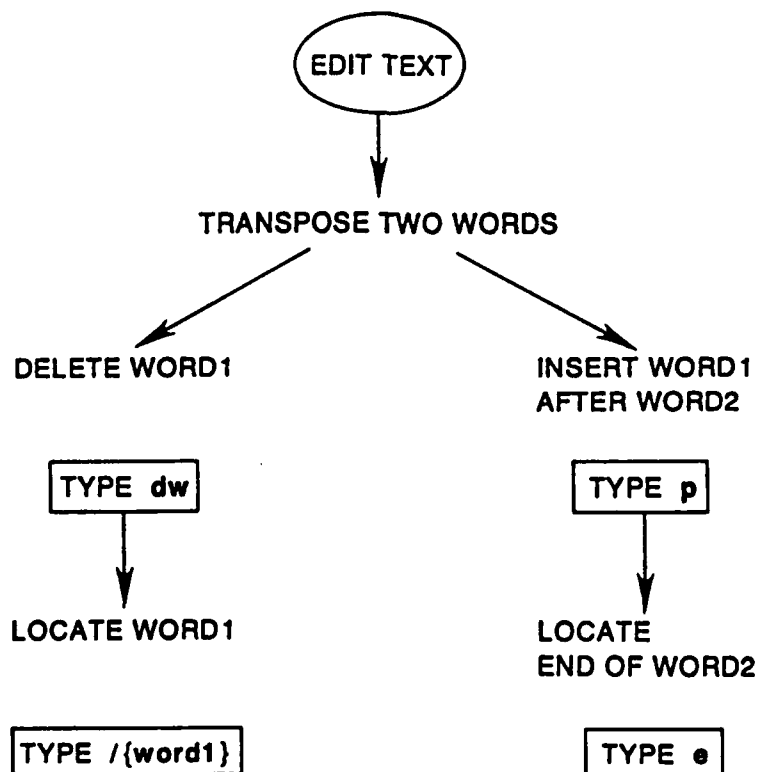 EDIT TEXT
TRANSPOSE TWO WORDS
DELETE WORD1
INSERT WORD1
AFTER WORD2
TYPE dw
TYPE p
LOCATE WORD1
LOCATE
END OF WORD2
TYPE /{word1}
TYPE e